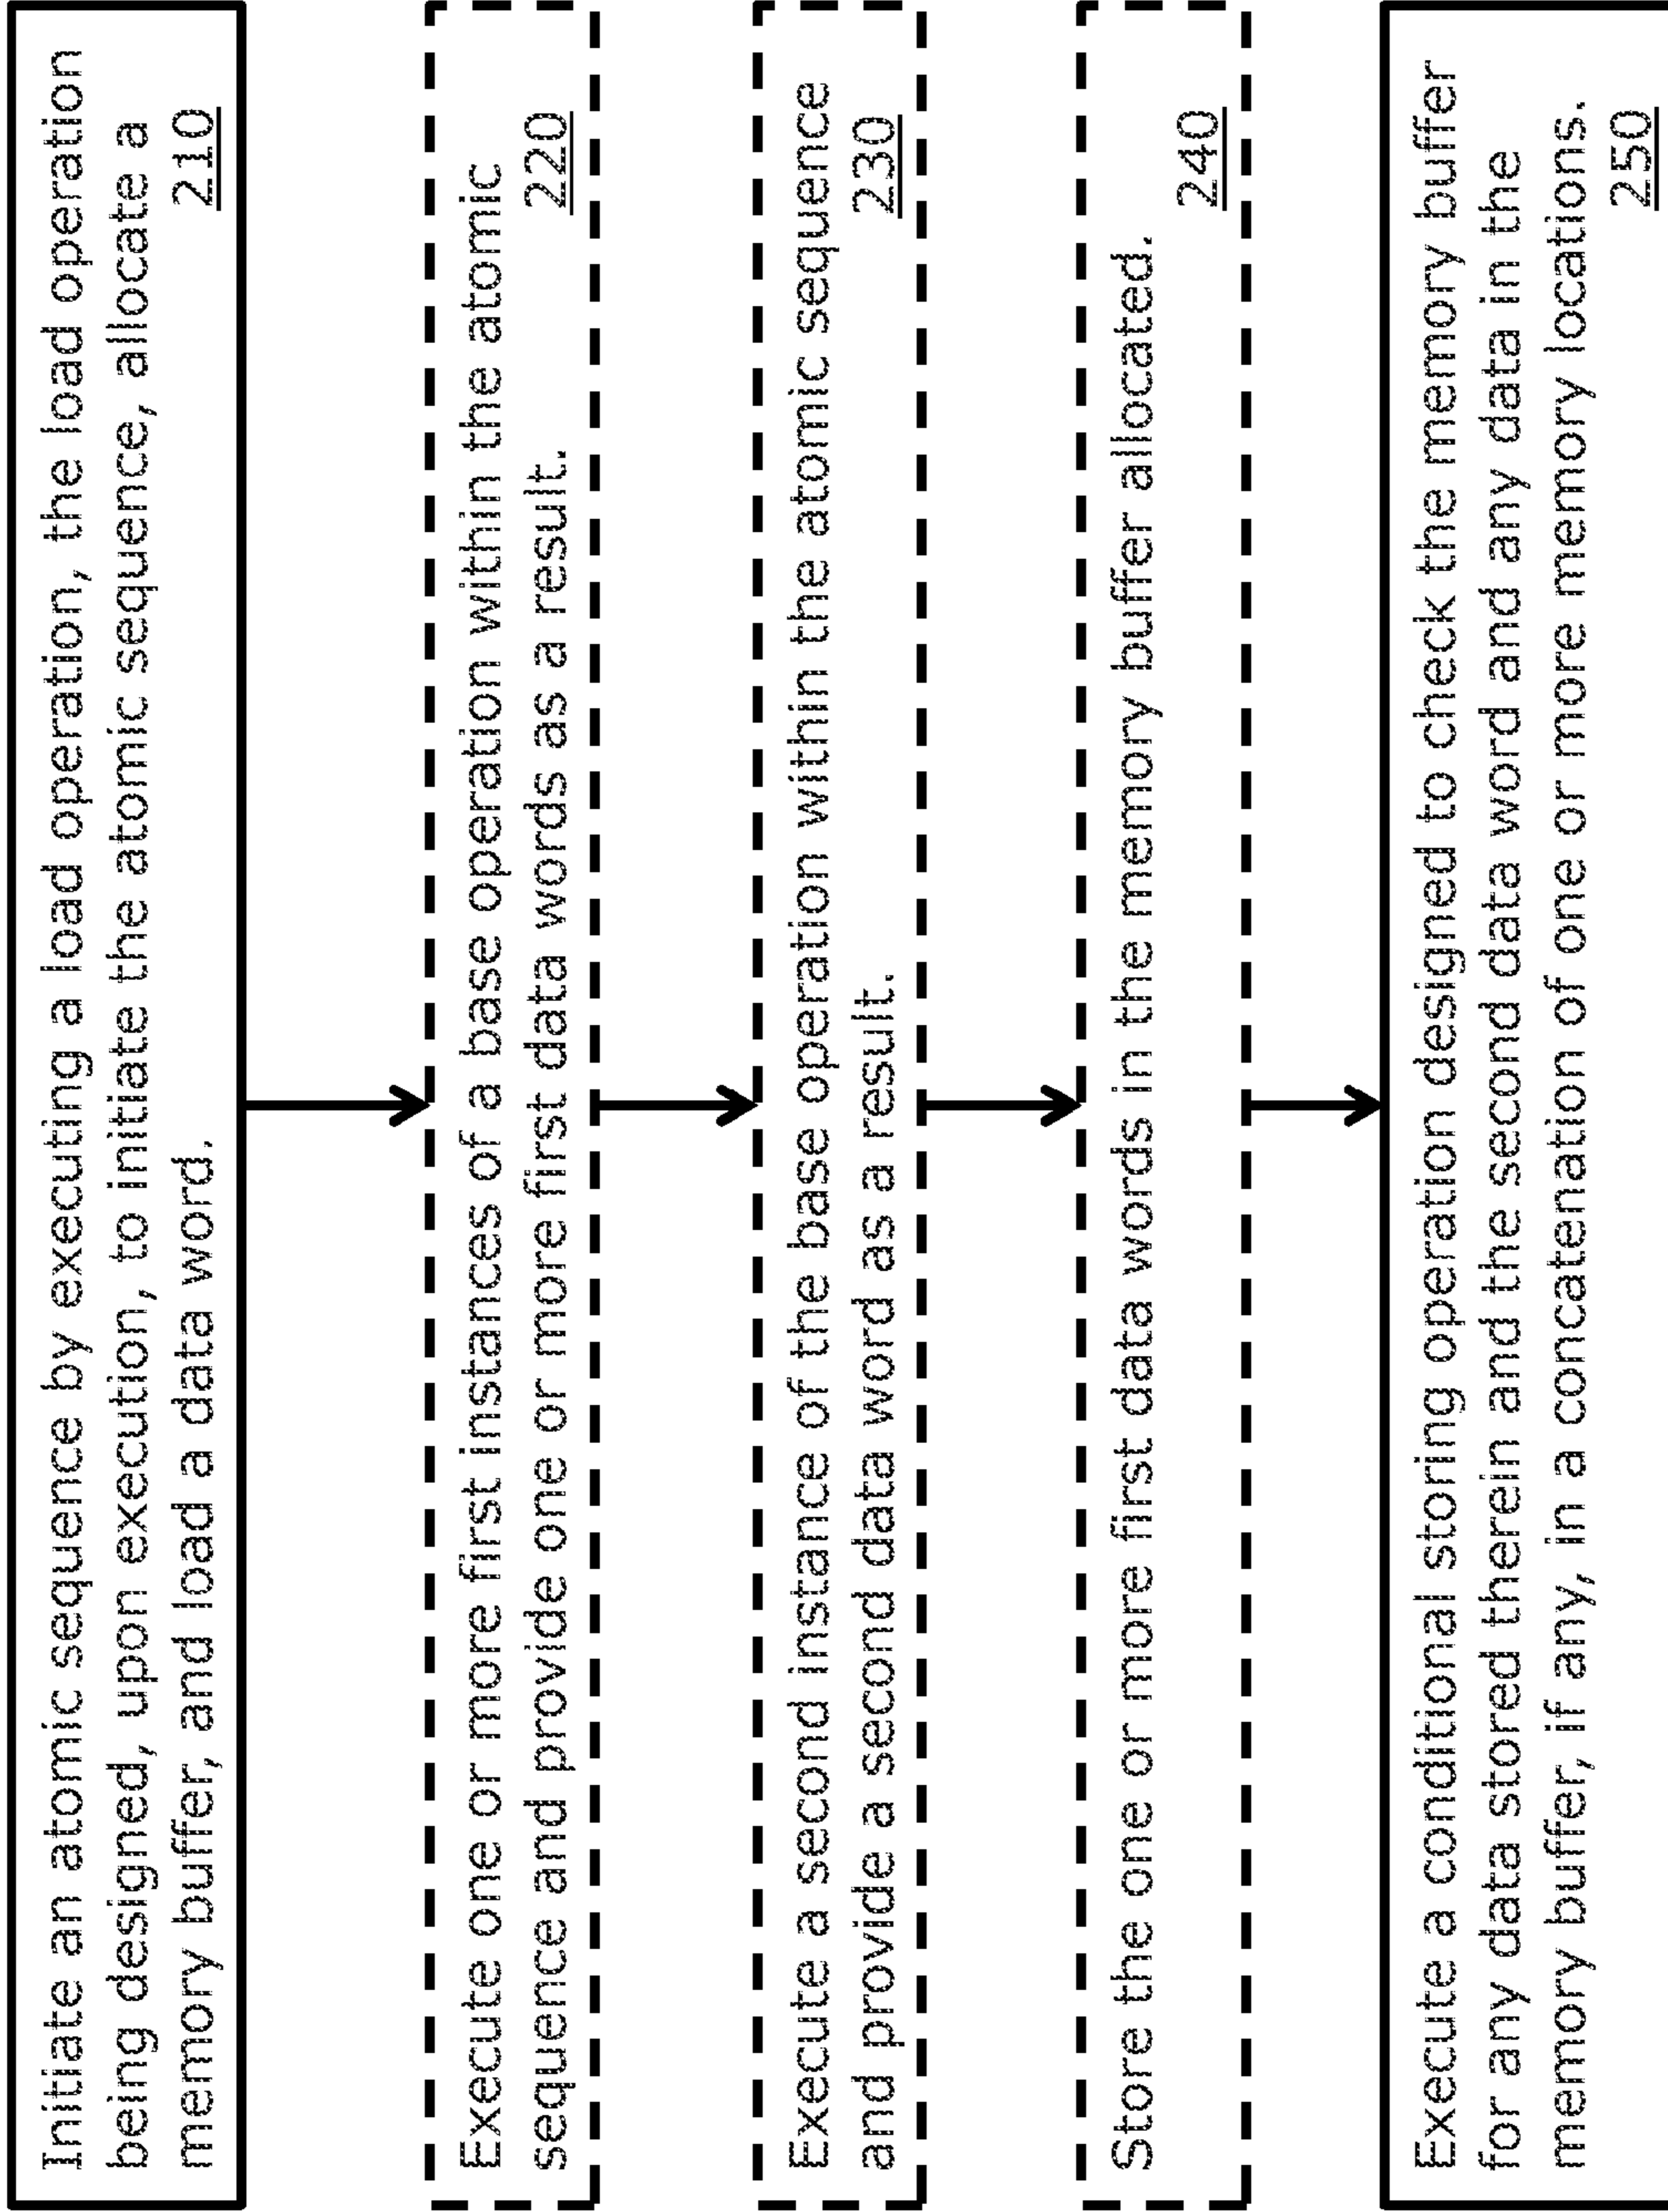 Initiate an atomic sequence by executing a load operation, the load operation
being designed, upon execution, to initiate the atomic sequence, allocate a
memory buffer, and load a data word.
210
Execute one or more first instances of a base operation within the atomic
sequence and provide one or more first data words as a result.
220
Execute a second instance of the base operation within the atomic sequence
and provide a second data word as a result.
230
Store the one or more first data words in the memory buffer allocated.
240
Execute a conditional storing operation designed to check the memory buffer
for any data stored therein and the second data word and any data in the
memory buffer, if any, in a concatenation of one or more memory locations.
250